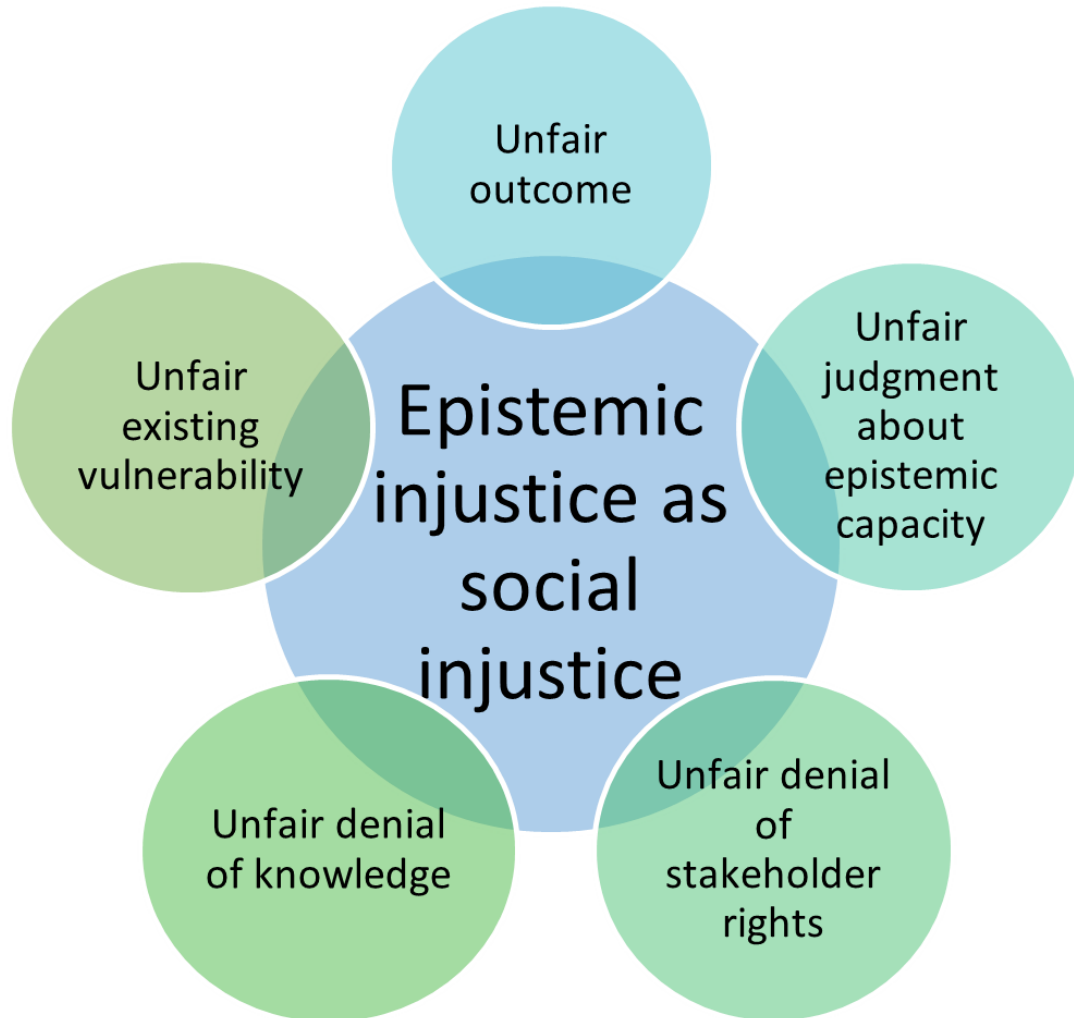 Unfair
outcome
Unfair
judgment
about
epistemic
capacity
Unfair denial
of
stakeholder
rights
Unfair denial
of knowledge
Unfair
existing
vulnerability
Epistemic
injustice as
social
injustice